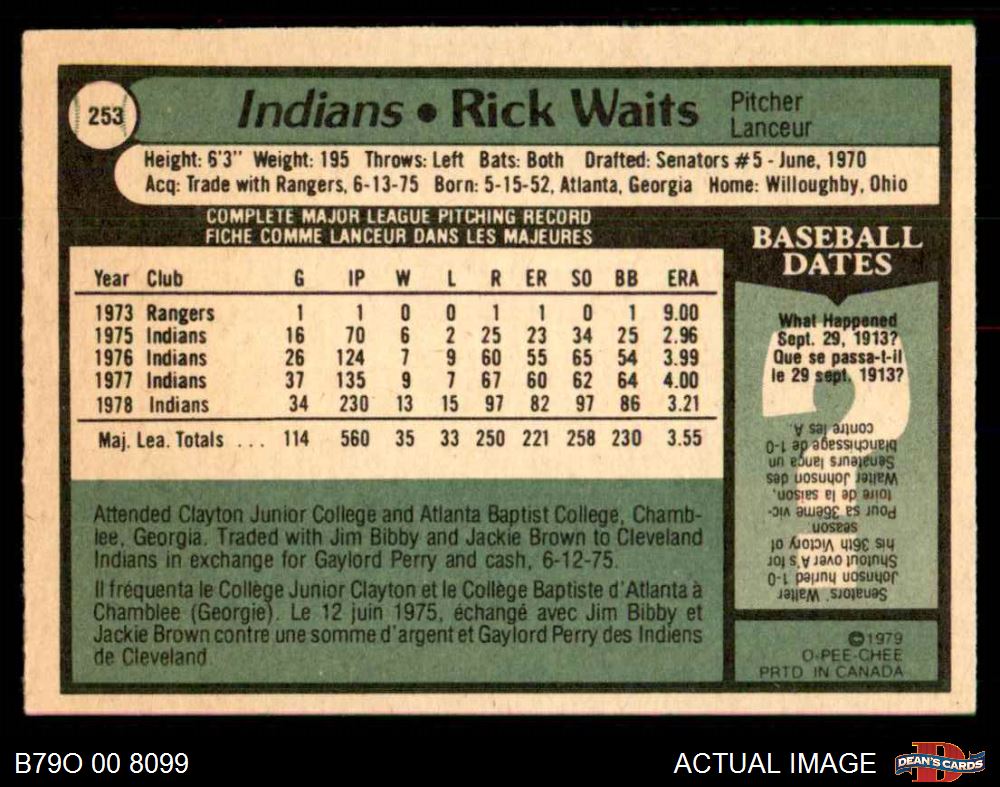 253
Indians • Rick Waits
Pitcher
Lanceur
Height: 6'3" Weight: 195 Throws: Left Bats: Both Drafted: Senators #5 - June, 1970
Acq: Trade with Rangers, 6-13-75 Born: 5-15-52, Atlanta, Georgia Home: Willoughby, Ohio
COMPLETE MAJOR LEAGUE PITCHING RECORD
FICHE COMME LANCEUR DANS LES MAJEURES
Year Club G IP W L R ER SO BB ERA
1973 Rangers 1 1 0 0 1 1 0 1 9.00
1975 Indians 16 70 6 2 25 23 34 25 2.96
1976 Indians 26 124 7 9 60 55 65 54 3.99
1977 Indians 37 135 9 7 67 60 62 64 4.00
1978 Indians 34 230 13 15 97 82 97 86 3.21
Maj. Lea. Totals ... 114 560 35 33 250 221 258 230 3.55
Attended Clayton Junior College and Atlanta Baptist College, Chamb-
lee, Georgia. Traded with Jim Bibby and Jackie Brown to Cleveland
Indians in exchange for Gaylord Perry and cash, 6-12-75.
Il fréquenta le Collège Junior Clayton et le Collège Baptiste d'Atlanta à
Chamblee (Georgie). Le 12 juin 1975, échangé avec Jim Bibby et
Jackie Brown contre une somme d'argent et Gaylord Perry des Indiens
de Cleveland
BASEBALL
DATES
What Happened
Sept. 29, 1913?
Que se passa-t-il
le 29 sept. 1913?
Senators' Walter
Johnson hurled 1-0
Shutout over A's for
his 36th Victory of
season
Pour sa 36ème vic-
toire de la saison,
Walter Johnson des
Senateurs lança un
blanchissage de 1-0
contre les A..
©1979
O-PEE-CHEE
PRTD IN CANADA
B79O 00 8099
ACTUAL IMAGE
DEAN'S CARDS